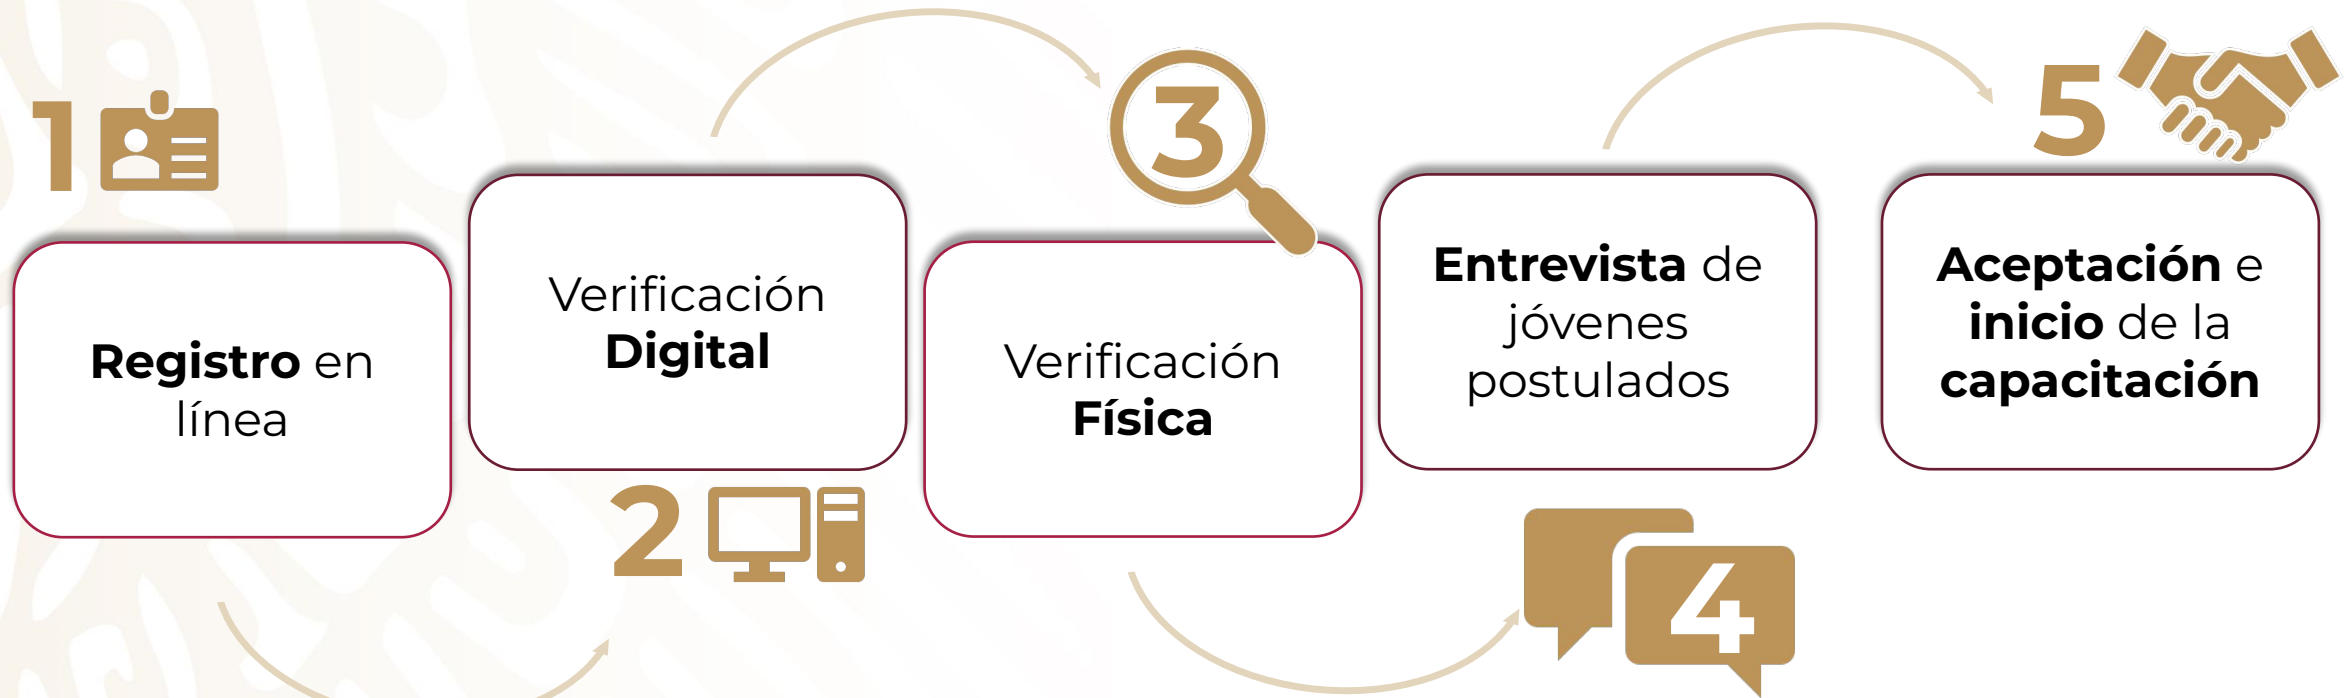 1
Registro en
línea
2
Verificación
Digital
3
Verificación
Física
4
Entrevista de
jóvenes
postulados
5
Aceptación e
inicio de la
capacitación